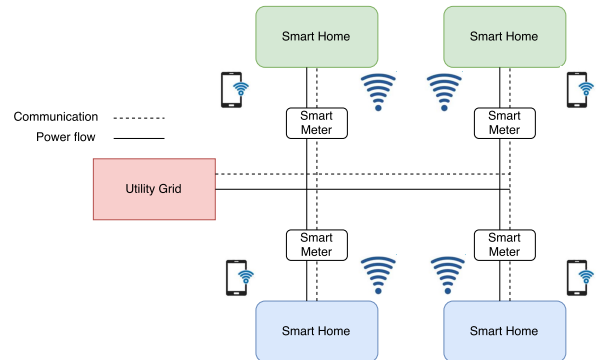 Smart Home
Smart Home
Communication
Power flow
Smart
Meter
Smart
Meter
Utility Grid
Smart
Meter
Smart
Meter
Smart Home
Smart Home